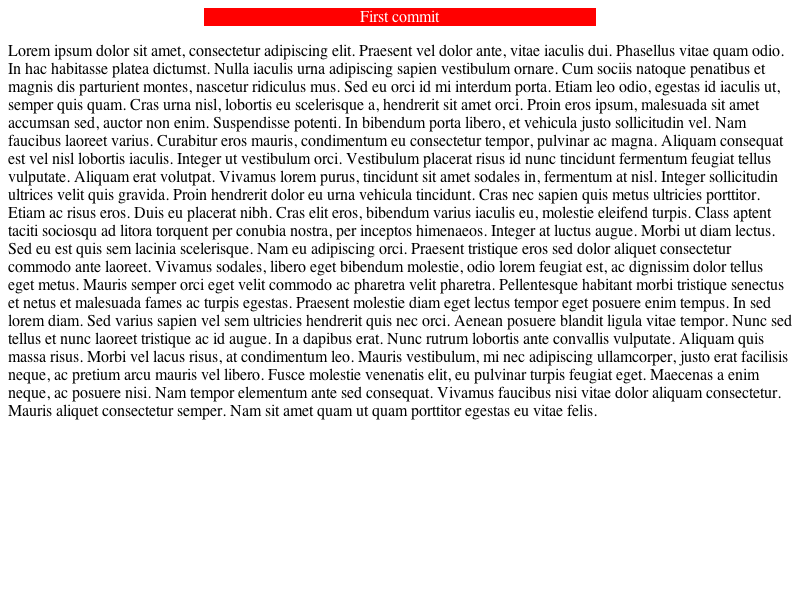 First commit
Lorem ipsum dolor sit amet, consectetur adipiscing elit. Praesent vel dolor ante, vitae iaculis dui. Phasellus vitae quam odio.
In hac habitasse platea dictumst. Nulla iaculis urna adipiscing sapien vestibulum ornare. Cum sociis natoque penatibus et
magnis dis parturient montes, nascetur ridiculus mus. Sed eu orci id mi interdum porta. Etiam leo odio, egestas id iaculis ut,
semper quis quam. Cras urna nisl, lobortis eu scelerisque a, hendrerit sit amet orci. Proin eros ipsum, malesuada sit amet
accumsan sed, auctor non enim. Suspendisse potenti. In bibendum porta libero, et vehicula justo sollicitudin vel. Nam
faucibus laoreet varius. Curabitur eros mauris, condimentum eu consectetur tempor, pulvinar ac magna. Aliquam consequat
est vel nisl lobortis iaculis. Integer ut vestibulum orci. Vestibulum placerat risus id nunc tincidunt fermentum feugiat tellus
vulputate. Aliquam erat volutpat. Vivamus lorem purus, tincidunt sit amet sodales in, fermentum at nisl. Integer sollicitudin
ultrices velit quis gravida. Proin hendrerit dolor eu urna vehicula tincidunt. Cras nec sapien quis metus ultricies porttitor.
Etiam ac risus eros. Duis eu placerat nibh. Cras elit eros, bibendum varius iaculis eu, molestie eleifend turpis. Class aptent
taciti sociosqu ad litora torquent per conubia nostra, per inceptos himenaeos. Integer at luctus augue. Morbi ut diam lectus.
Sed eu est quis sem lacinia scelerisque. Nam eu adipiscing orci. Praesent tristique eros sed dolor aliquet consectetur
commodo ante laoreet. Vivamus sodales, libero eget bibendum molestie, odio lorem feugiat est, ac dignissim dolor tellus
eget metus. Mauris semper orci eget velit commodo ac pharetra velit pharetra. Pellentesque habitant morbi tristique senectus
et netus et malesuada fames ac turpis egestas. Praesent molestie diam eget lectus tempor eget posuere enim tempus. In sed
lorem diam. Sed varius sapien vel sem ultricies hendrerit quis nec orci. Aenean posuere blandit ligula vitae tempor. Nunc sed
tellus et nunc laoreet tristique ac id augue. In a dapibus erat. Nunc rutrum lobortis ante convallis vulputate. Aliquam quis
massa risus. Morbi vel lacus risus, at condimentum leo. Mauris vestibulum, mi nec adipiscing ullamcorper, justo erat facilisis
neque, ac pretium arcu mauris vel libero. Fusce molestie venenatis elit, eu pulvinar turpis feugiat eget. Maecenas a enim
neque, ac posuere nisi. Nam tempor elementum ante sed consequat. Vivamus faucibus nisi vitae dolor aliquam consectetur.
Mauris aliquet consectetur semper. Nam sit amet quam ut quam porttitor egestas eu vitae felis.